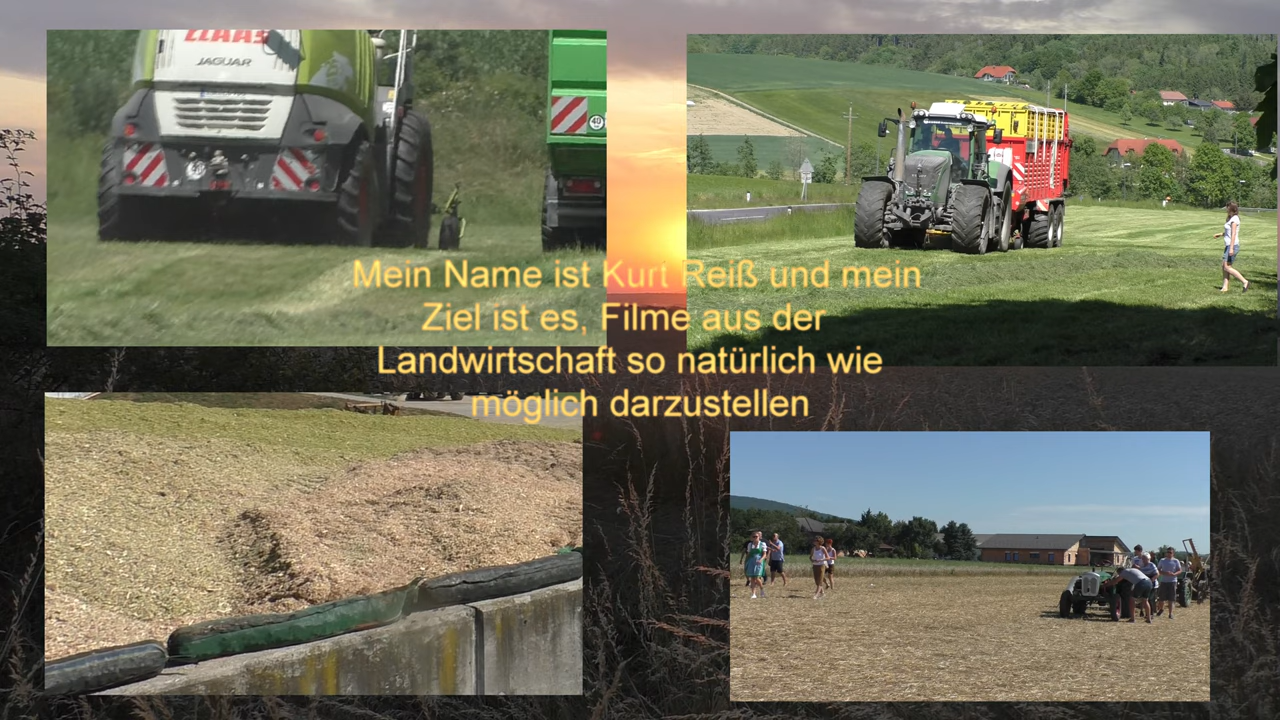 CLAAS
JAGUAR
40
Mein Name ist Kurt Reiß und mein
Ziel ist es, Filme aus der
Landwirtschaft so natürlich wie
möglich darzustellen